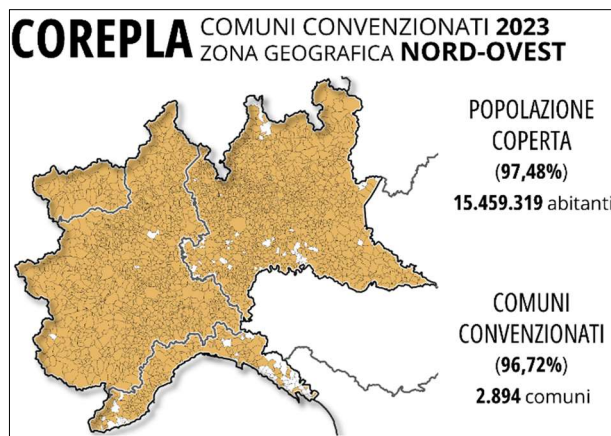 COREPLA COMUNI CONVENZIONATI 2023
ZONA GEOGRAFICA NORD-OVEST
POPOLAZIONE
COPERTA
(97,48%)
15.459.319 abitanti
COMUNI
CONVENZIONATI
(96,72%)
2.894 comuni